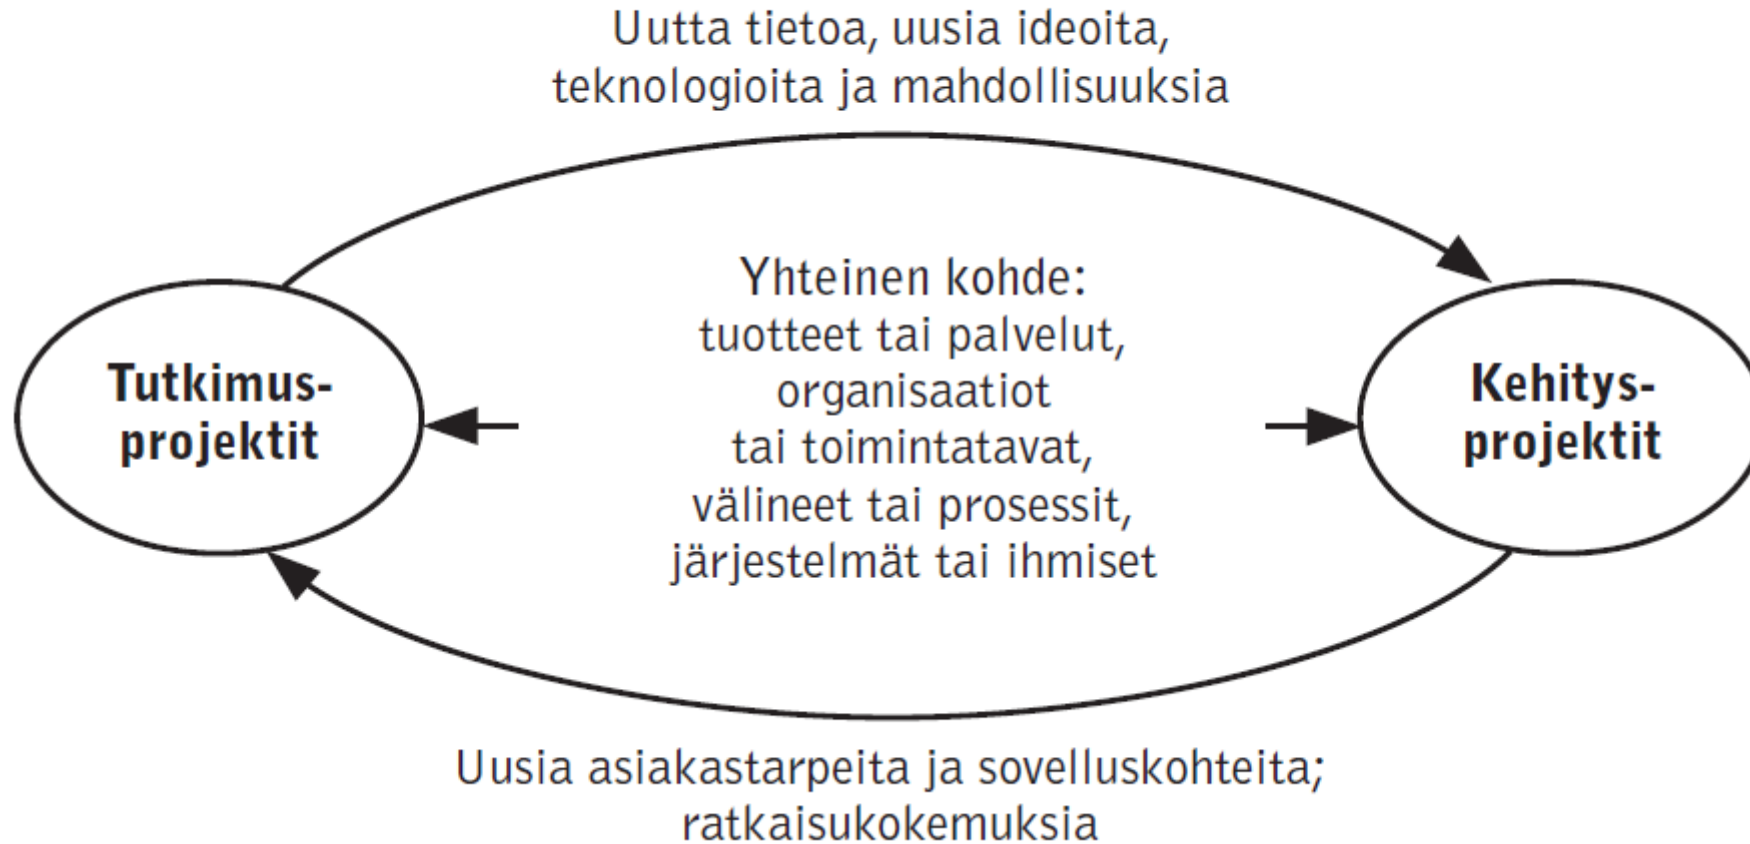 Uutta tietoa, uusia ideoita,
teknologioita ja mahdollisuuksia
Tutkimus-
projektit
Yhteinen kohde:
tuotteet tai palvelut,
organisaatiot
tai toimintatavat,
välineet tai prosessit,
järjestelmät tai ihmiset
Kehitys-
projektit
Uusia asiakastarpeita ja sovelluskohteita;
ratkaisukokemuksia